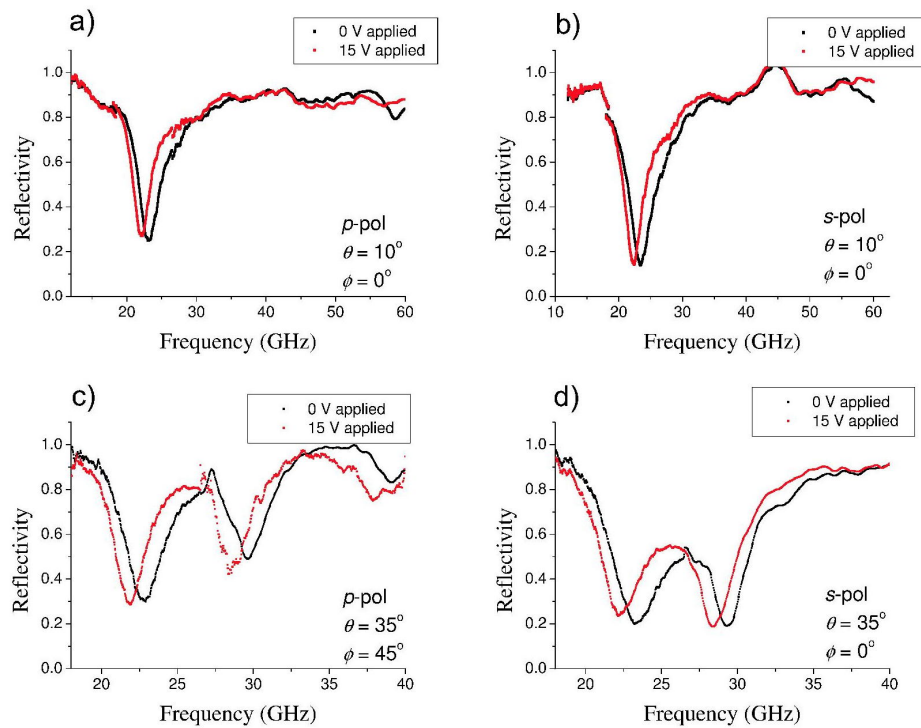 a)
0 V applied
15 V applied
1.0
0.8
0.6
0.4
0.2
0.0
Reflectivity
p-pol
θ = 10°
ϕ = 0°
20
30
40
50
60
Frequency (GHz)
b)
0 V applied
15 V applied
1.0
0.8
0.6
0.4
0.2
0.0
Reflectivity
s-pol
θ = 10°
ϕ = 0°
10
20
30
40
50
60
Frequency (GHz)
c)
0 V applied
15 V applied
1.0
0.8
0.6
0.4
0.2
0.0
Reflectivity
p-pol
θ = 35°
ϕ = 45°
20
25
30
35
40
Frequency (GHz)
d)
0 V applied
15 V applied
1.0
0.8
0.6
0.4
0.2
0.0
Reflectivity
s-pol
θ = 35°
ϕ = 0°
20
25
30
35
40
Frequency (GHz)